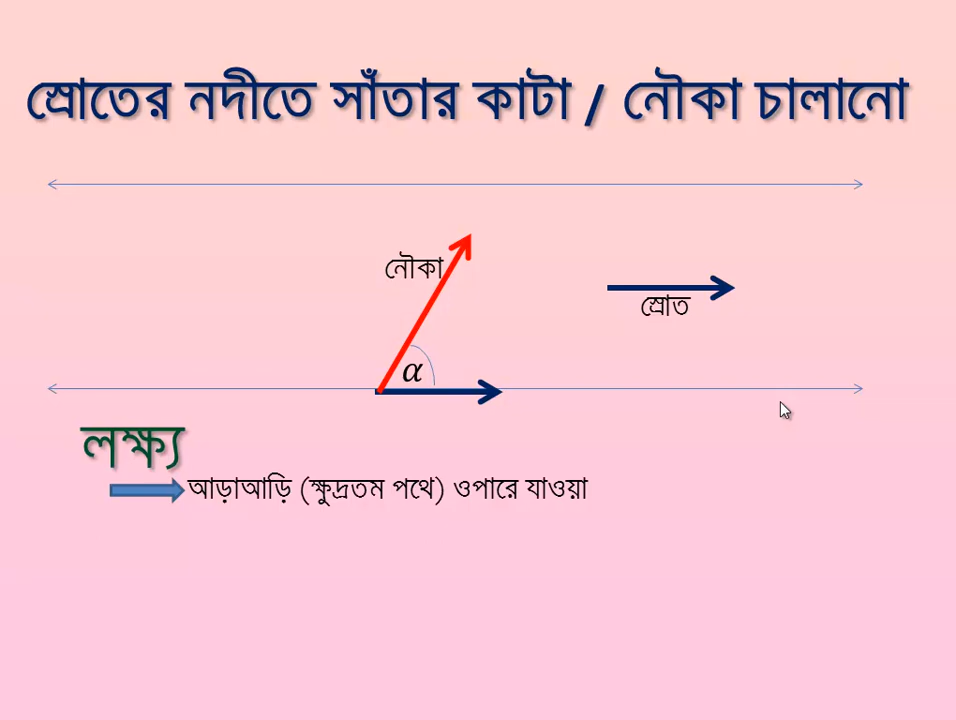 স্রোতের নদীতে সাঁতার কাটা / নৌকা চালানো
নৌকা
স্রোত
α
লক্ষ্য
আড়াআড়ি (ক্ষুদ্রতম পথে) ওপারে যাওয়া